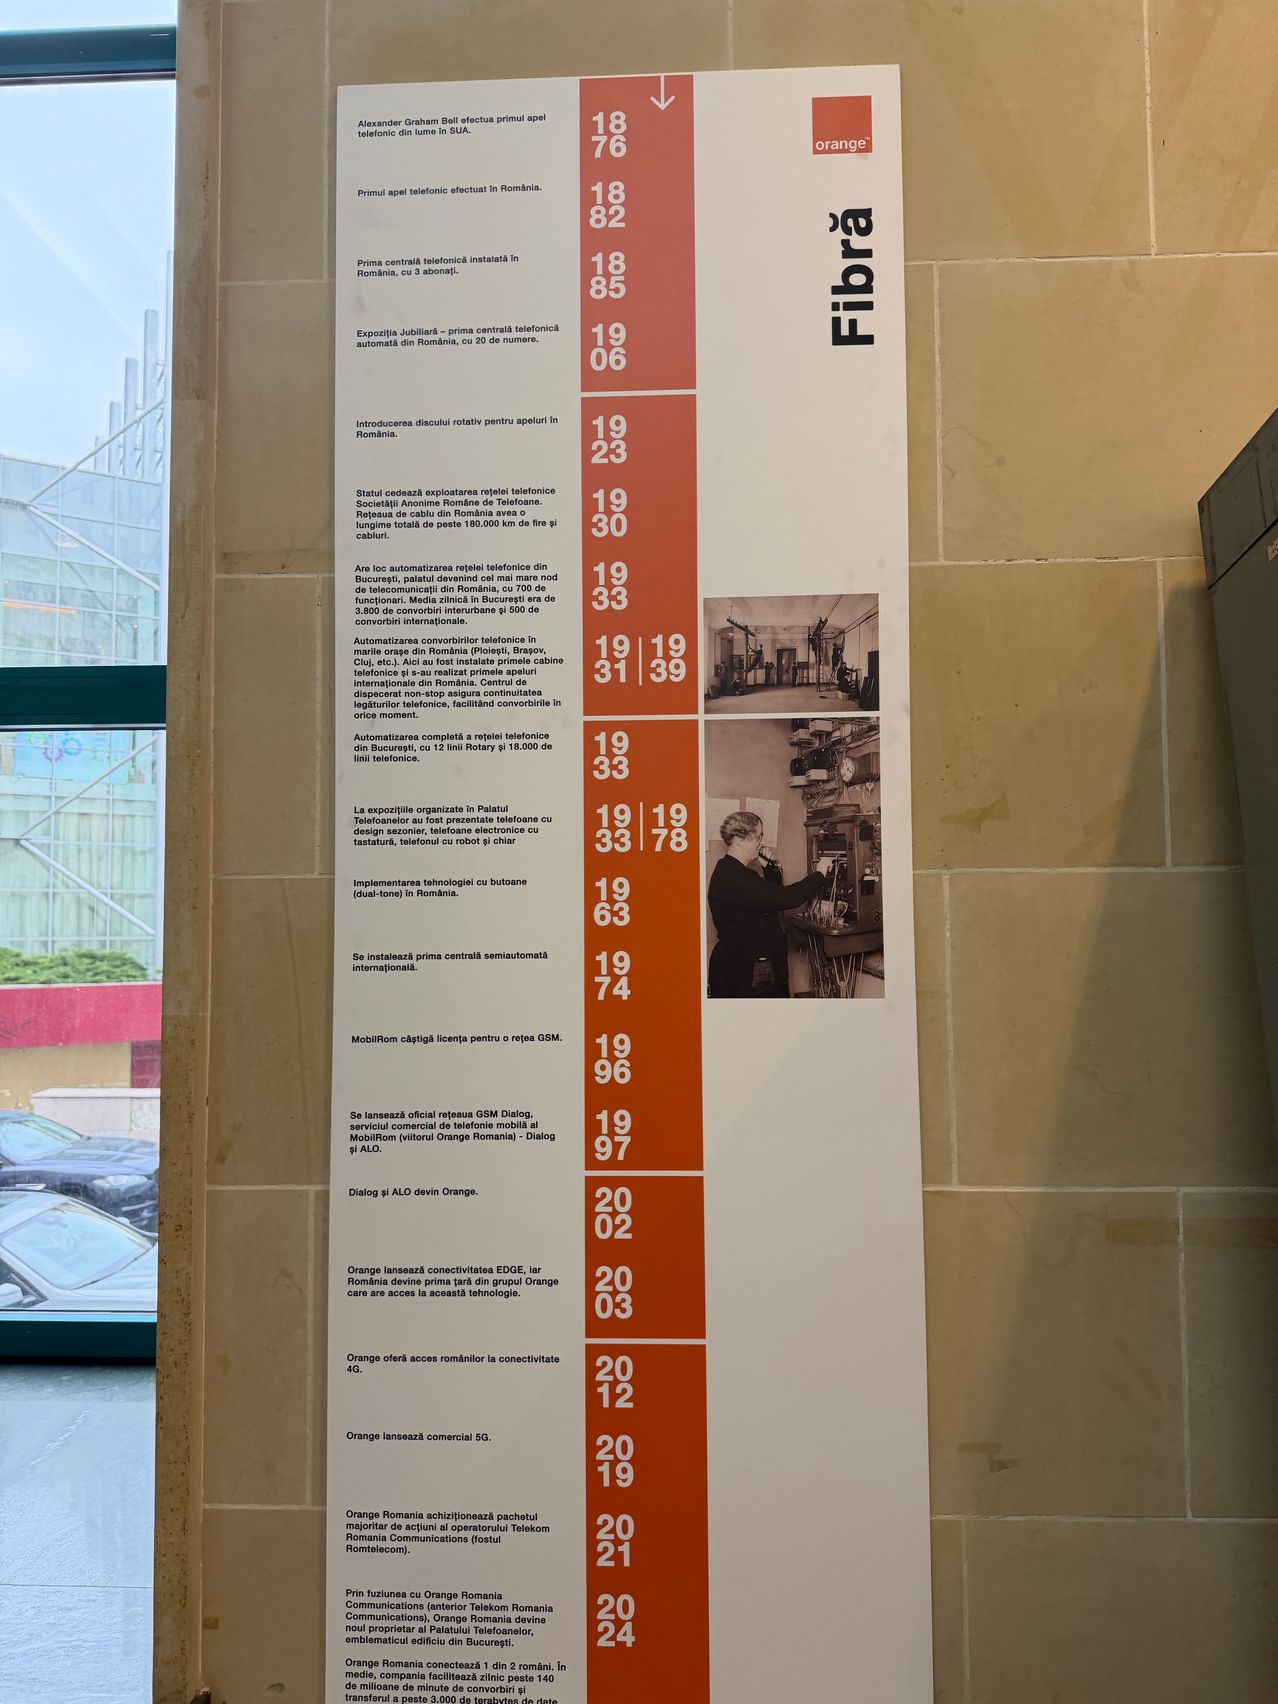 orange™
Fibră
Alexander Graham Bell efectua primul apel
telefonic din lume în SUA.
18
76
Primul apel telefonic efectuat în România.
18
82
Prima centrală telefonică instalată în
România, cu 3 abonați.
18
85
Expoziția Jubiliară – prima centrală telefonică
automată din România, cu 20 de numere.
19
06
Introducerea discului rotativ pentru apeluri în
România.
19
23
Statul cedează exploatarea rețelei telefonice
Societății Anonime Române de Telefoane.
Rețeaua de cablu din România avea o
lungime totală de peste 180.000 km de fire și
cabluri.
19
30
Are loc automatizarea rețelei telefonice din
București, palatul devenind cel mai mare nod
de telecomunicații din România, cu 700 de
funcționari. Media zilnică în București era de
3.800 de convorbiri interurbane și 500 de
convorbiri internaționale.
19
33
Automatizarea convorbirilor telefonice în
marile orașe din România (Ploiești, Brașov,
Cluj, etc.). Aici au fost instalate primele cabine
telefonice și s-au realizat primele apeluri
internaționale din România. Centrul de
dispecerat non-stop asigura continuitatea
legăturilor telefonice, facilitând convorbirile în
orice moment.
19 | 19
31 | 39
Automatizarea completă a rețelei telefonice
din București, cu 12 linii Rotary și 18.000 de
linii telefonice.
19
33
La expozițiile organizate în Palatul
Telefoanelor au fost prezentate telefoane cu
design sezonier, telefoane electronice cu
tastatură, telefonul cu robot și chiar
19 | 19
33 | 78
Implementarea tehnologiei cu butoane
(dual-tone) în România.
19
63
Se instalează prima centrală semiautomată
internațională.
19
74
MobilRom câștigă licența pentru o rețea GSM.
19
96
Se lansează oficial rețeaua GSM Dialog,
serviciul comercial de telefonie mobilă al
MobilRom (viitorul Orange Romania) - Dialog
și ALO.
19
97
Dialog și ALO devin Orange.
20
02
Orange lansează conectivitatea EDGE, iar
România devine prima țară din grupul Orange
care are acces la această tehnologie.
20
03
Orange oferă acces românilor la conectivitate
4G.
20
12
Orange lansează comercial 5G.
20
19
Orange Romania achiziționează pachetul
majoritar de acțiuni al operatorului Telekom
Romania Communications (fostul
Romtelecom).
20
21
Prin fuziunea cu Orange Romania
Communications (anterior Telekom Romania
Communications), Orange Romania devine
noul proprietar al Palatului Telefoanelor,
emblematicul edificiu din București.
20
24
Orange Romania conectează 1 din 2 români. În
medie, compania facilitează zilnic peste 140
de milioane de minute de convorbiri și
transferul a peste 3.000 de terabytes de date